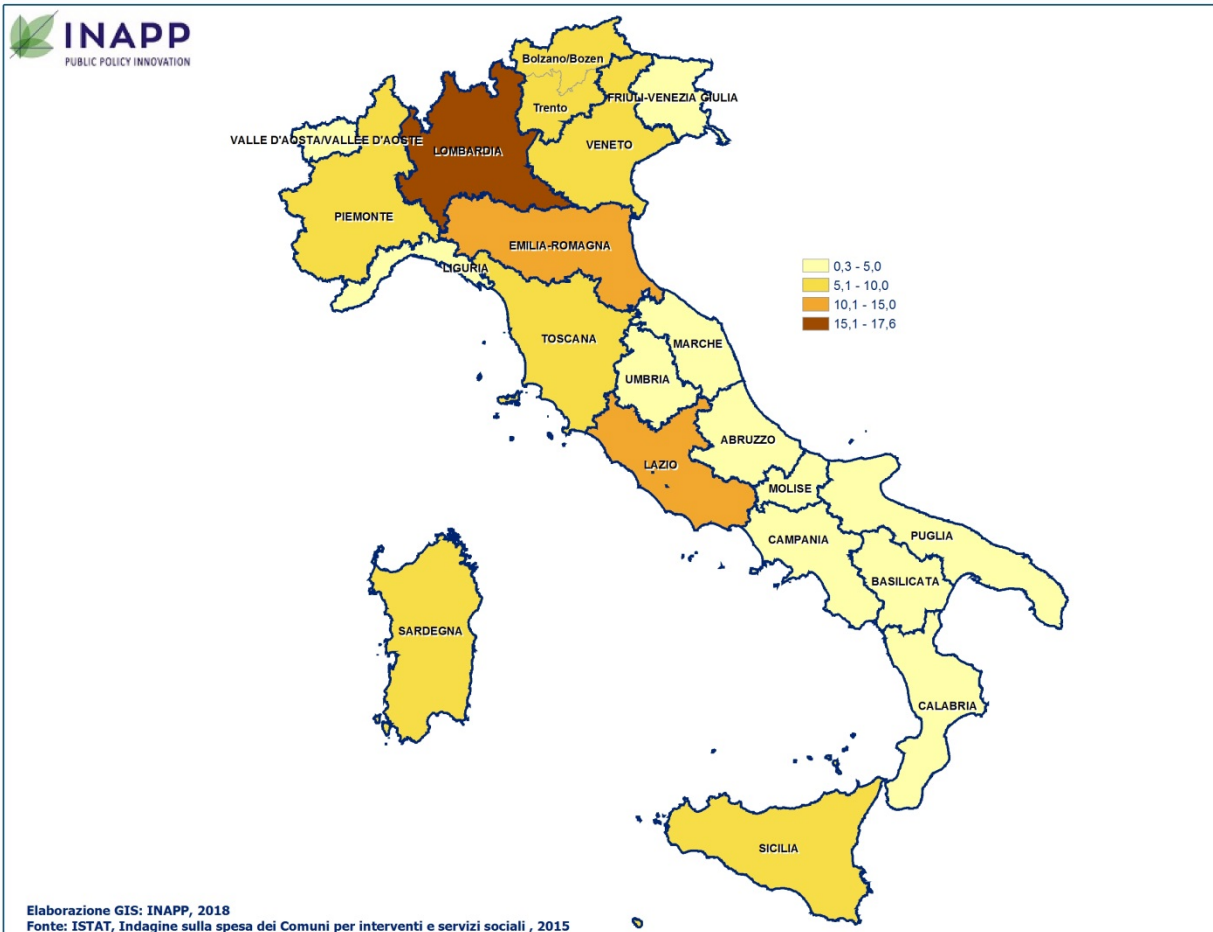 INAPP
PUBLIC POLICY INNOVATION
Bolzano/Bozen
Trento
FRIULI-VENEZIA GIULIA
VALLE D'AOSTA/VALLÉE D'AOSTE
LOMBARDIA
VENETO
PIEMONTE
EMILIA-ROMAGNA
LIGURIA
0,3 - 5,0
5,1 - 10,0
10,1 - 15,0
15,1 - 17,6
TOSCANA
MARCHE
UMBRIA
ABRUZZO
LAZIO
MOLISE
CAMPANIA
PUGLIA
BASILICATA
SARDEGNA
CALABRIA
SICILIA
Elaborazione GIS: INAPP, 2018
Fonte: ISTAT, Indagine sulla spesa dei Comuni per interventi e servizi sociali , 2015